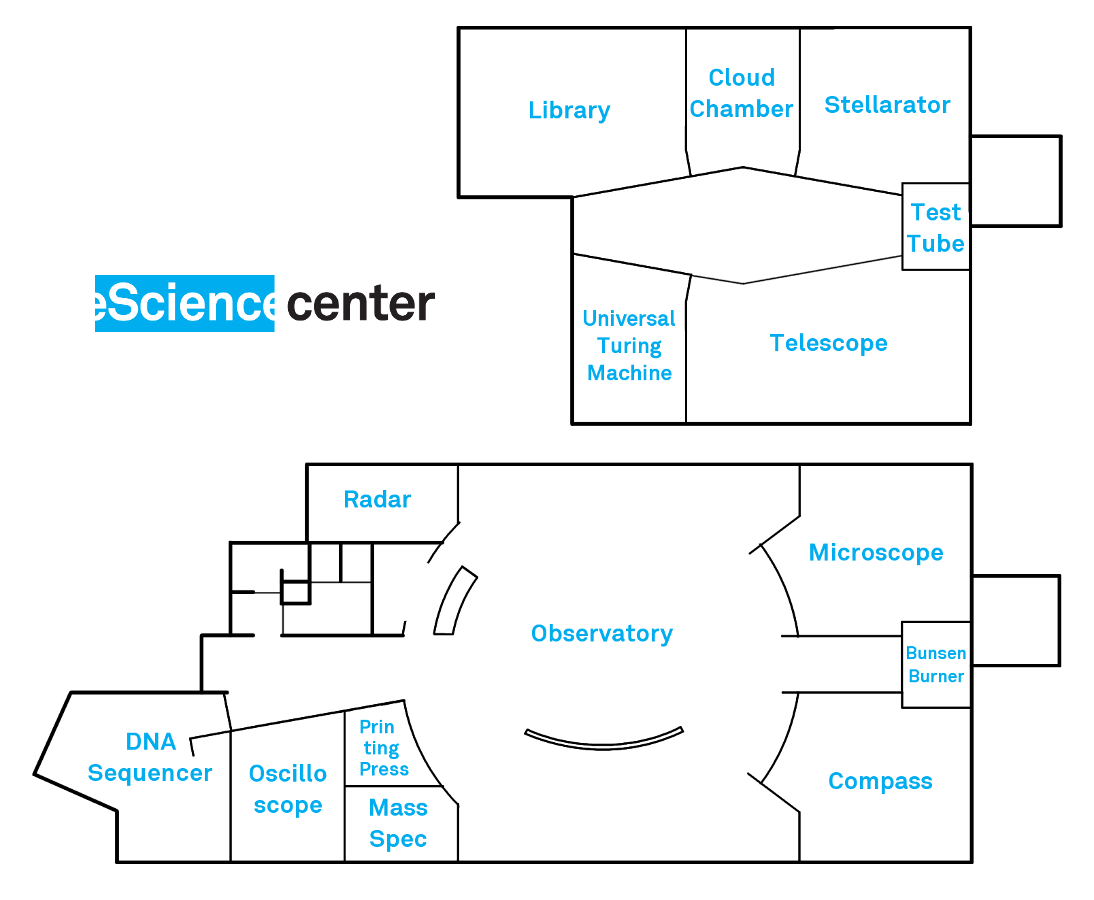 Library
Cloud
Chamber
Stellarator
Test
Tube
eScience center
Universal
Turing
Machine
Telescope
Radar
Microscope
Observatory
Bunsen
Burner
DNA
Sequencer
Oscillo
scope
Prin
ting
Press
Mass
Spec
Compass